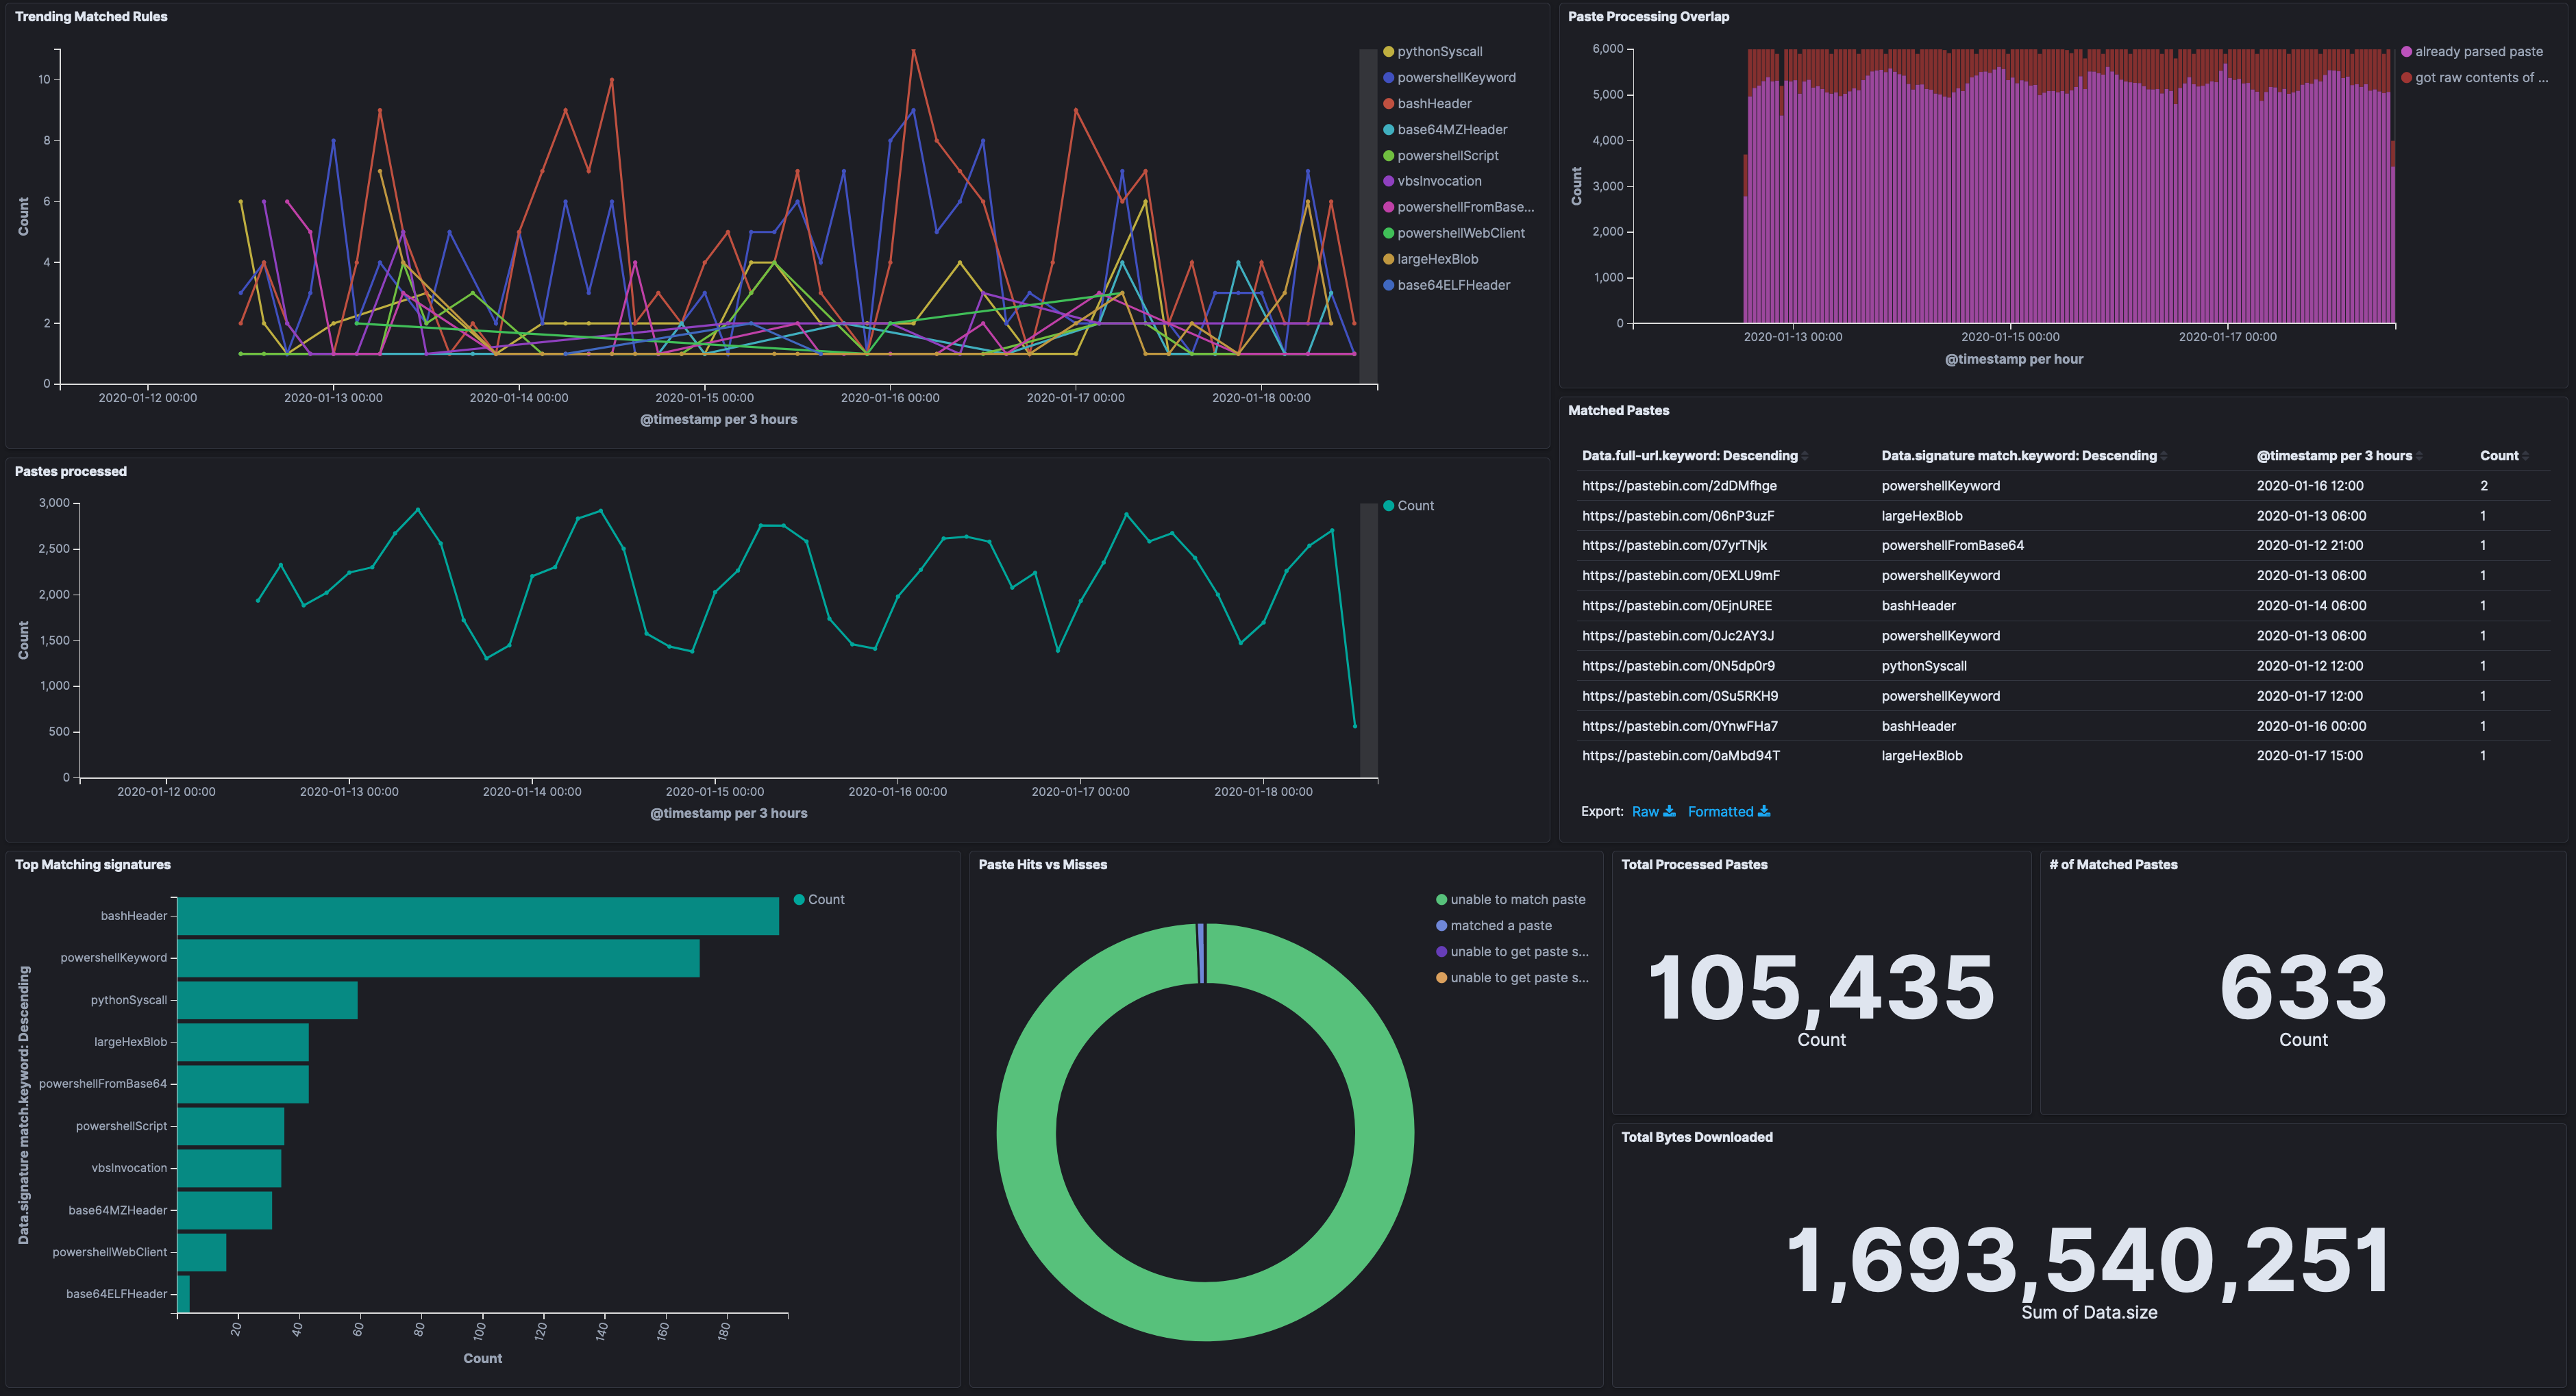 Trending Matched Rules
10
8
6
4
2
0
Count
2020-01-12 00:00
2020-01-13 00:00
2020-01-14 00:00
2020-01-15 00:00
2020-01-16 00:00
2020-01-17 00:00
2020-01-18 00:00
@timestamp per 3 hours
pythonSyscall
powershellKeyword
bashHeader
base64MZHeader
powershellScript
vbsInvocation
powershellFromBase...
powershellWebClient
largeHexBlob
base64ELFHeader
Paste Processing Overlap
6,000
5,000
4,000
3,000
2,000
1,000
0
Count
2020-01-13 00:00
2020-01-15 00:00
2020-01-17 00:00
@timestamp per hour
already parsed paste
got raw contents of ...
Pastes processed
3,000
2,500
2,000
1,500
1,000
500
0
Count
2020-01-12 00:00
2020-01-13 00:00
2020-01-14 00:00
2020-01-15 00:00
2020-01-16 00:00
2020-01-17 00:00
2020-01-18 00:00
@timestamp per 3 hours
Count
Matched Pastes
Data.full-url.keyword: Descending Data.signature match.keyword: Descending @timestamp per 3 hours Count
https://pastebin.com/2dDMfhge powershellKeyword 2020-01-16 12:00 2
https://pastebin.com/06nP3uzF largeHexBlob 2020-01-13 06:00 1
https://pastebin.com/07yrTNjk powershellFromBase64 2020-01-12 21:00 1
https://pastebin.com/0EXLU9mF powershellKeyword 2020-01-13 06:00 1
https://pastebin.com/0EjnUREE bashHeader 2020-01-14 06:00 1
https://pastebin.com/0Jc2AY3J powershellKeyword 2020-01-13 06:00 1
https://pastebin.com/0N5dp0r9 pythonSyscall 2020-01-12 12:00 1
https://pastebin.com/0Su5RKH9 powershellKeyword 2020-01-17 12:00 1
https://pastebin.com/0YnwFHa7 bashHeader 2020-01-16 00:00 1
https://pastebin.com/0aMbd94T largeHexBlob 2020-01-17 15:00 1
Export: Raw Formatted
Top Matching signatures
Data.signature match.keyword: Descending
bashHeader
powershellKeyword
pythonSyscall
largeHexBlob
powershellFromBase64
powershellScript
vbsInvocation
base64MZHeader
powershellWebClient
base64ELFHeader
20
40
60
80
100
120
140
160
180
Count
Count
Paste Hits vs Misses
unable to match paste
matched a paste
unable to get paste s...
unable to get paste s...
Total Processed Pastes
105,435
Count
# of Matched Pastes
633
Count
Total Bytes Downloaded
1,693,540,251
Sum of Data.size